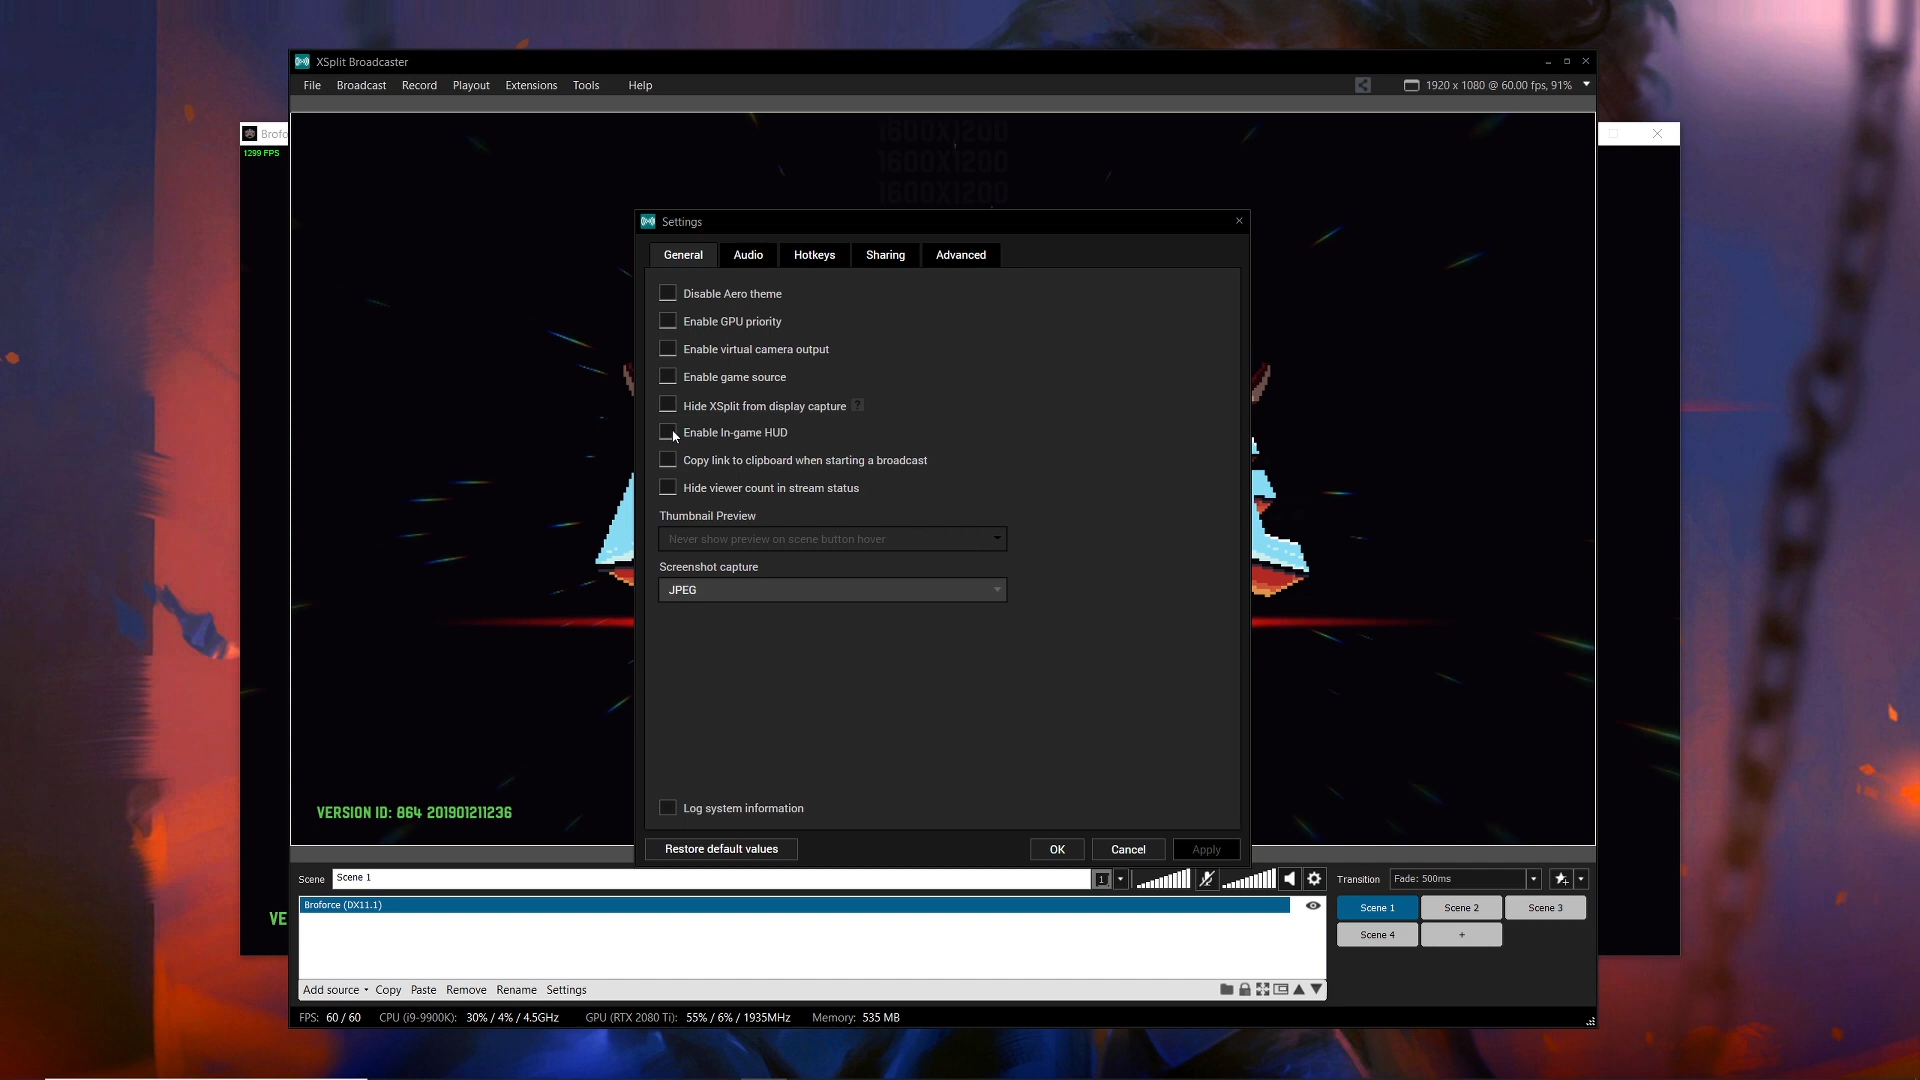 XSplit Broadcaster
File Broadcast Record Playout Extensions Tools Help 1920 x 1080 @ 60.00 fps, 91%
Brofo
1299 FPS
1600X1200
1600X1200
1600X1200
Settings
General Audio Hotkeys Sharing Advanced
Disable Aero theme
Enable GPU priority
Enable virtual camera output
Enable game source
Hide XSplit from display capture ?
Enable In-game HUD
Copy link to clipboard when starting a broadcast
Hide viewer count in stream status
Thumbnail Preview
Never show preview on scene button hover
Screenshot capture
JPEG
Log system information
VERSION ID: 864 201901211236
Restore default values OK Cancel Apply
Scene Scene 1 1 Transition Fade: 500ms
Broforce (DX11.1) Scene 1 Scene 2 Scene 3
VE
Scene 4 +
Add source Copy Paste Remove Rename Settings
FPS: 60 / 60 CPU (i9-9900K): 30% / 4% / 4.5GHz GPU (RTX 2080 Ti): 55% / 6% / 1935MHz Memory: 535 MB